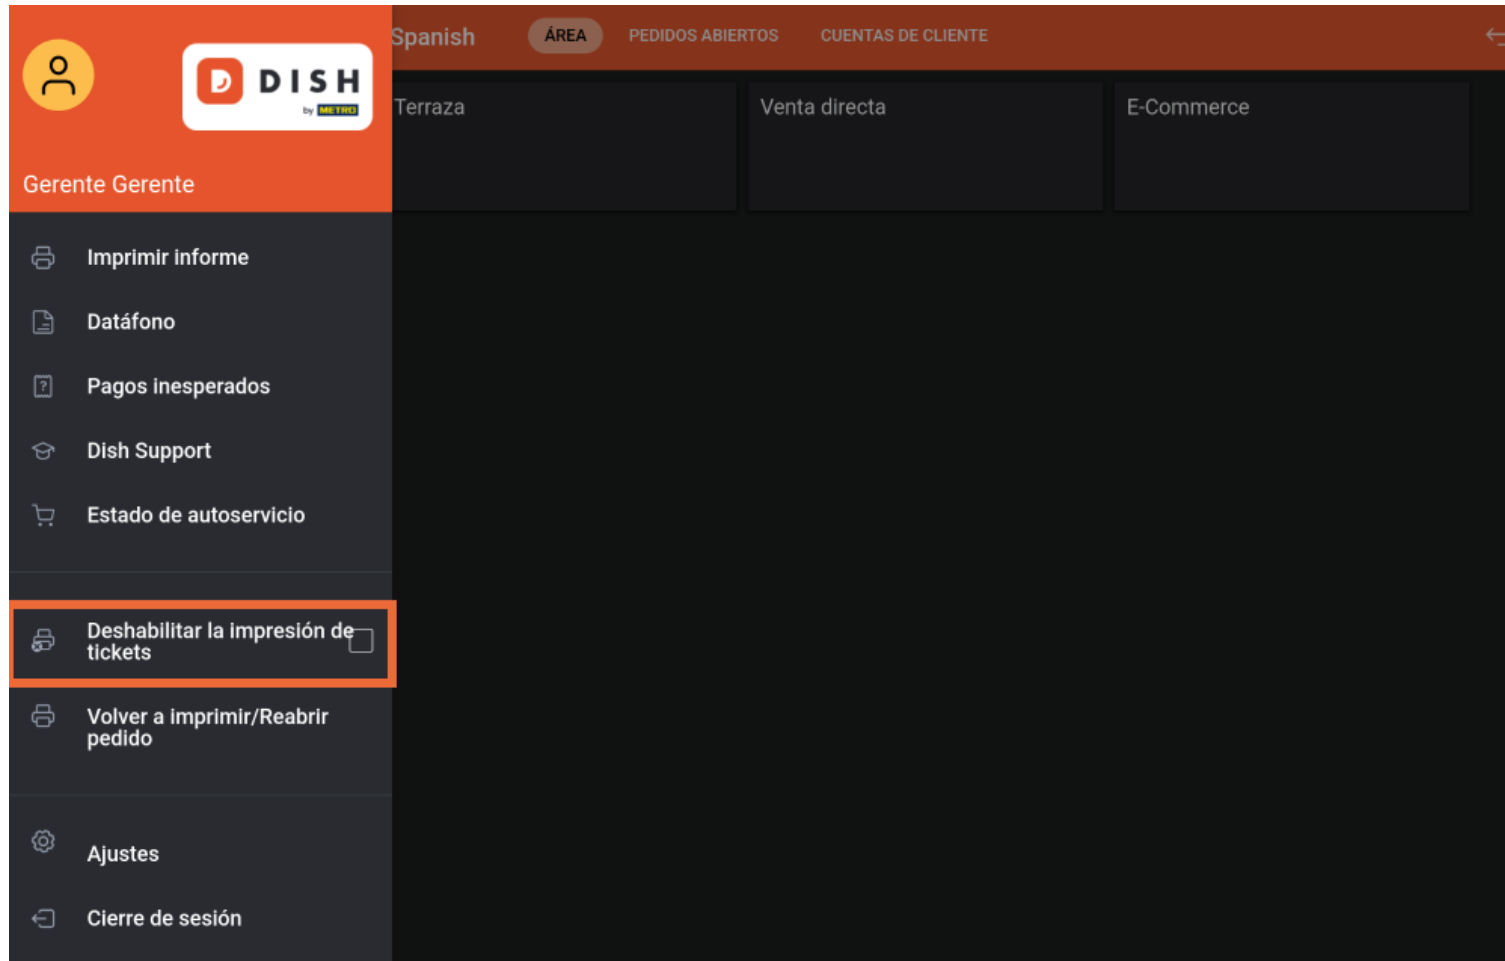 Spanish
ÁREA
PEDIDOS ABIERTOS
CUENTAS DE CLIENTE
DISH
by METRO
Gerente Gerente
Terraza
Venta directa
E-Commerce
Imprimir informe
Datáfono
Pagos inesperados
Dish Support
Estado de autoservicio
Deshabilitar la impresión de
tickets
Volver a imprimir/Reabrir
pedido
Ajustes
Cierre de sesión